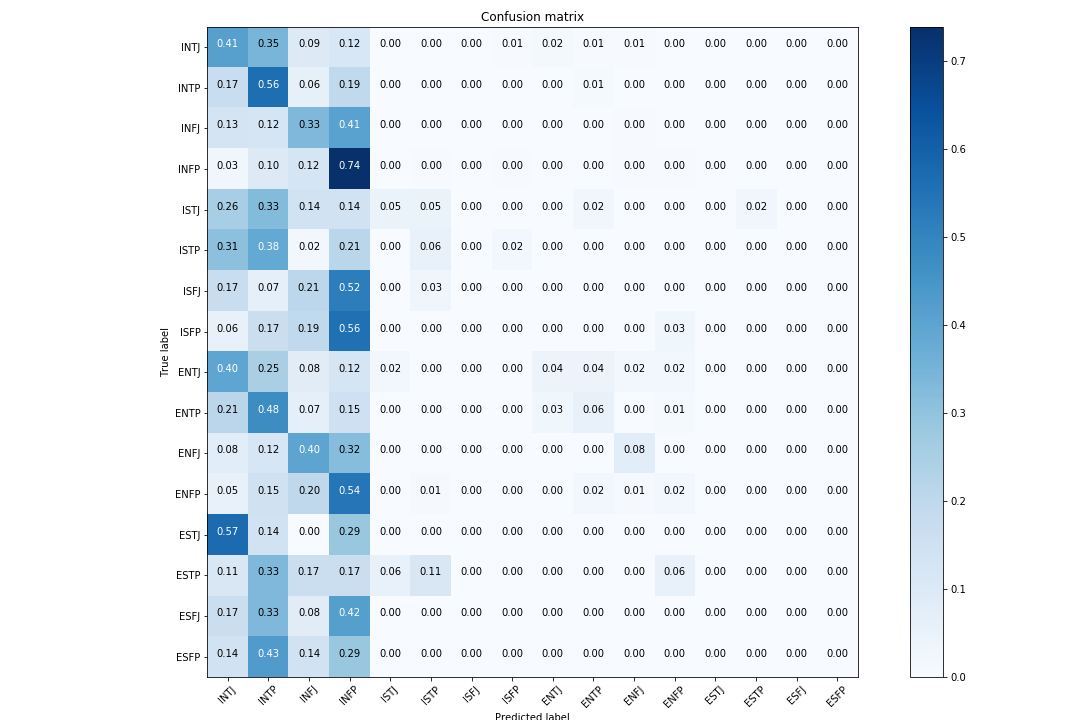 Confusion matrix
INTJ 0.41 0.35 0.09 0.12 0.00 0.00 0.00 0.01 0.02 0.01 0.01 0.00 0.00 0.00 0.00 0.00
INTP 0.17 0.56 0.06 0.19 0.00 0.00 0.00 0.00 0.00 0.01 0.00 0.00 0.00 0.00 0.00 0.00
INFJ 0.13 0.12 0.33 0.41 0.00 0.00 0.00 0.00 0.00 0.00 0.00 0.00 0.00 0.00 0.00 0.00
INFP 0.03 0.10 0.12 0.74 0.00 0.00 0.00 0.00 0.00 0.00 0.00 0.00 0.00 0.00 0.00 0.00
ISTJ 0.26 0.33 0.14 0.14 0.05 0.05 0.00 0.00 0.00 0.02 0.00 0.00 0.00 0.02 0.00 0.00
ISTP 0.31 0.38 0.02 0.21 0.00 0.06 0.00 0.02 0.00 0.00 0.00 0.00 0.00 0.00 0.00 0.00
ISFJ 0.17 0.07 0.21 0.52 0.00 0.03 0.00 0.00 0.00 0.00 0.00 0.00 0.00 0.00 0.00 0.00
ISFP 0.06 0.17 0.19 0.56 0.00 0.00 0.00 0.00 0.00 0.00 0.00 0.03 0.00 0.00 0.00 0.00
ENTJ 0.40 0.25 0.08 0.12 0.02 0.00 0.00 0.00 0.04 0.04 0.02 0.02 0.00 0.00 0.00 0.00
ENTP 0.21 0.48 0.07 0.15 0.00 0.00 0.00 0.00 0.03 0.06 0.00 0.01 0.00 0.00 0.00 0.00
ENFJ 0.08 0.12 0.40 0.32 0.00 0.00 0.00 0.00 0.00 0.00 0.08 0.00 0.00 0.00 0.00 0.00
ENFP 0.05 0.15 0.20 0.54 0.00 0.01 0.00 0.00 0.00 0.02 0.01 0.02 0.00 0.00 0.00 0.00
ESTJ 0.57 0.14 0.00 0.29 0.00 0.00 0.00 0.00 0.00 0.00 0.00 0.00 0.00 0.00 0.00 0.00
ESTP 0.11 0.33 0.17 0.17 0.06 0.11 0.00 0.00 0.00 0.00 0.00 0.06 0.00 0.00 0.00 0.00
ESFJ 0.17 0.33 0.08 0.42 0.00 0.00 0.00 0.00 0.00 0.00 0.00 0.00 0.00 0.00 0.00 0.00
ESFP 0.14 0.43 0.14 0.29 0.00 0.00 0.00 0.00 0.00 0.00 0.00 0.00 0.00 0.00 0.00 0.00
INTJ INTP INFJ INFP ISTJ ISTP ISFJ ISFP ENTJ ENTP ENFJ ENFP ESTJ ESTP ESFJ ESFP
True label
Predicted label
0.7
0.6
0.5
0.4
0.3
0.2
0.1
0.0